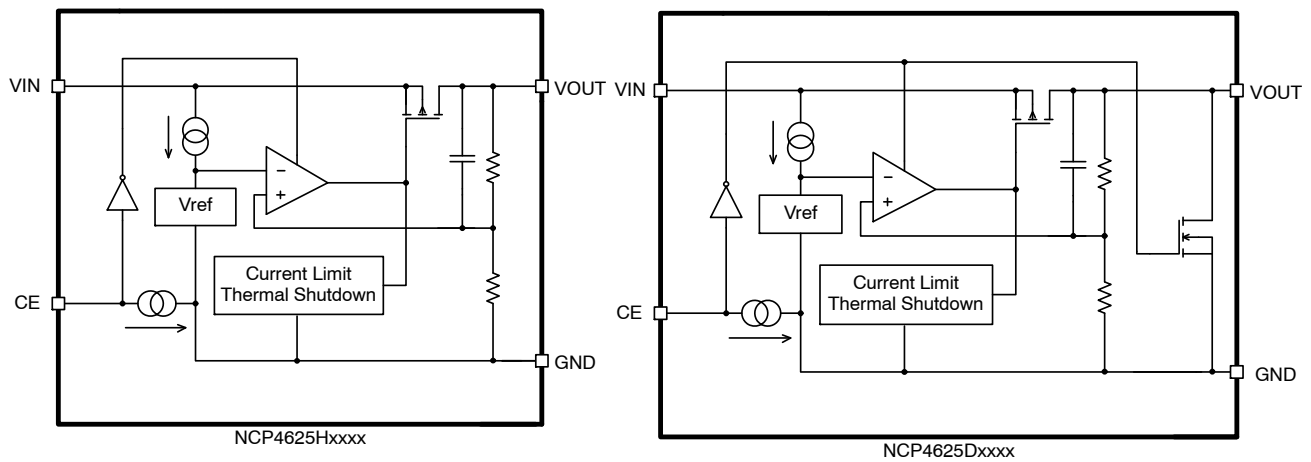 VIN
VOUT
−
+
Vref
Current Limit
Thermal Shutdown
CE
GND
NCP4625Hxxxx
VIN
VOUT
−
+
Vref
Current Limit
Thermal Shutdown
CE
GND
NCP4625Dxxxx